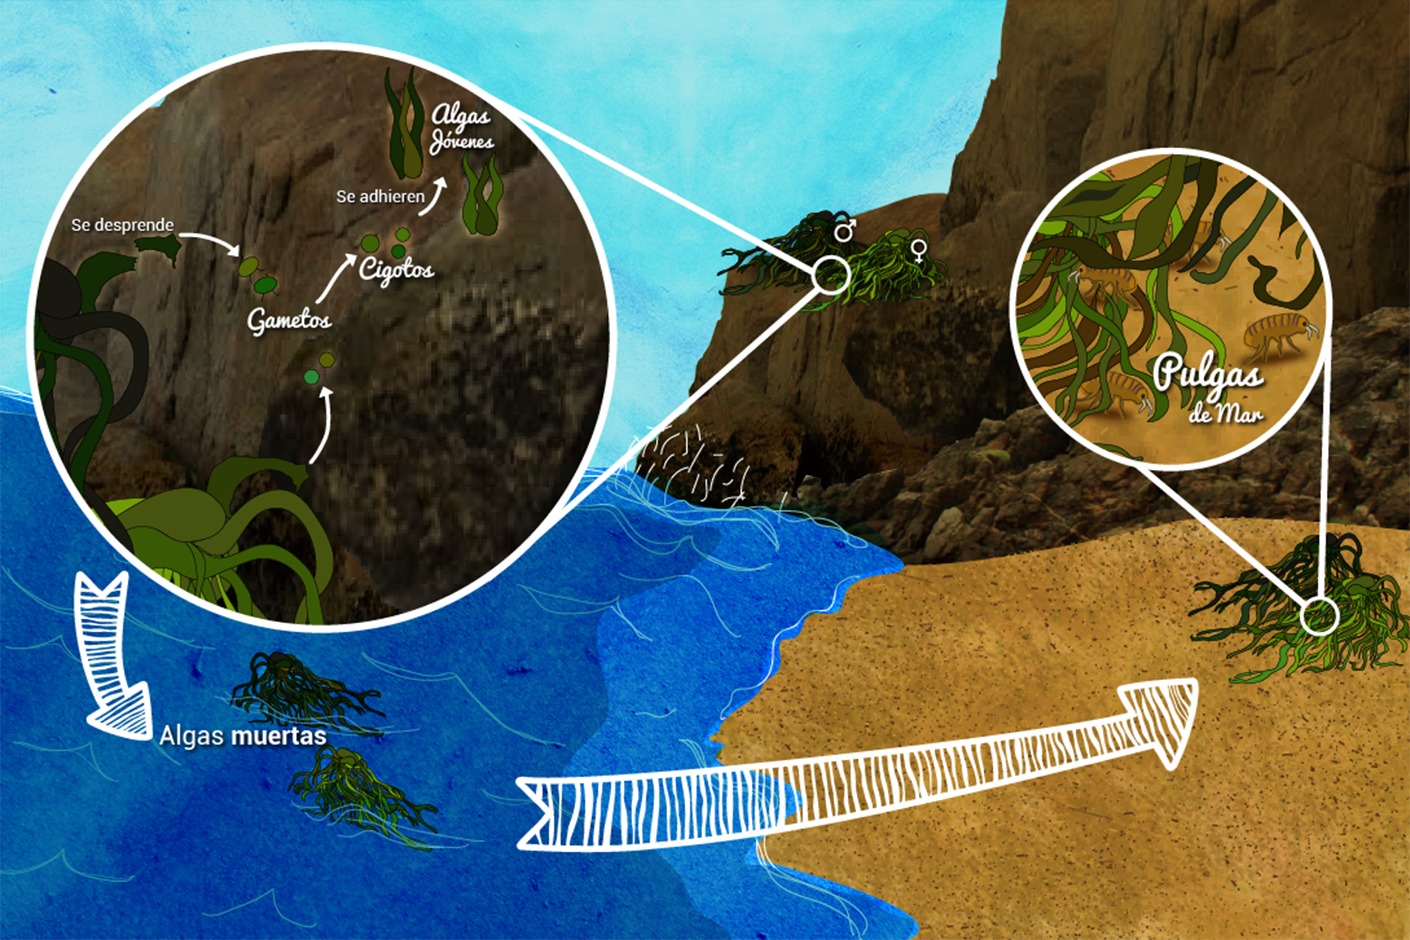 Algas
Jóvenes
Se adhieren
Se desprende
Cigotos
Gametos
♂
♀
Pulgas
de Mar
Algas muertas